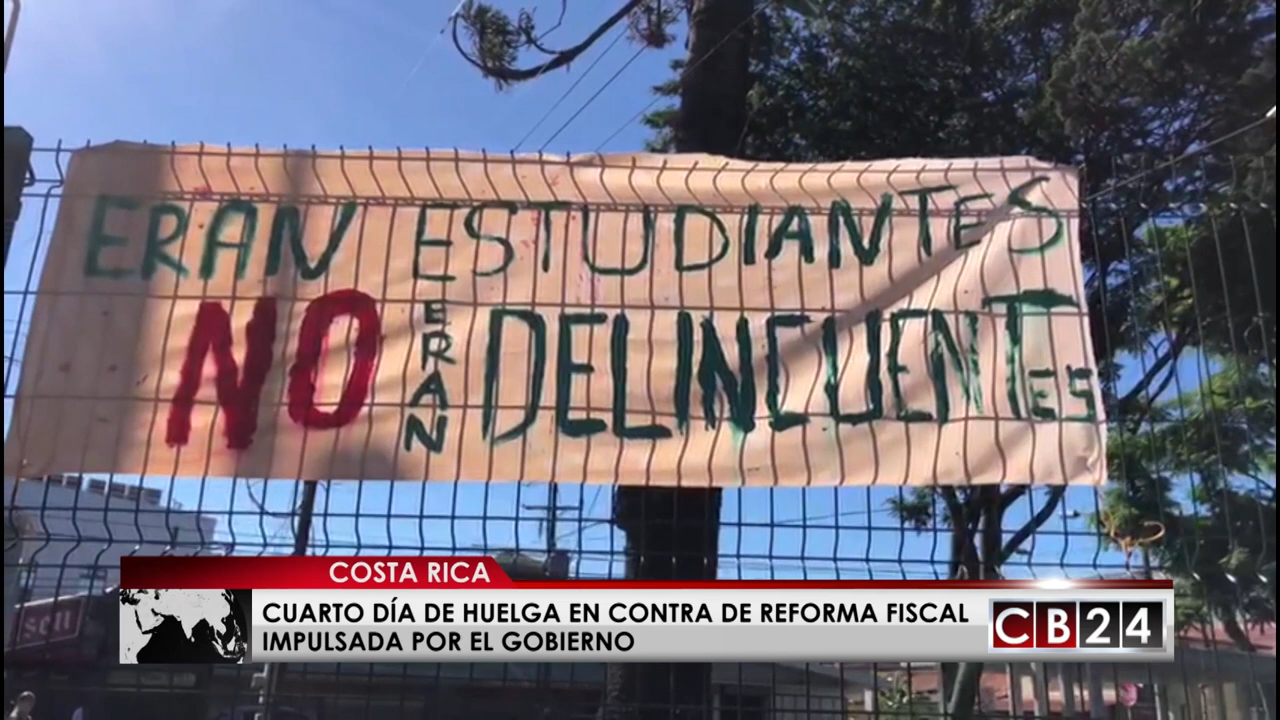 ERAN ESTUDIANTES
E
NO ERAN DELINCUENTES
COSTA RICA
CUARTO DÍA DE HUELGA EN CONTRA DE REFORMA FISCAL
IMPULSADA POR EL GOBIERNO
CB24